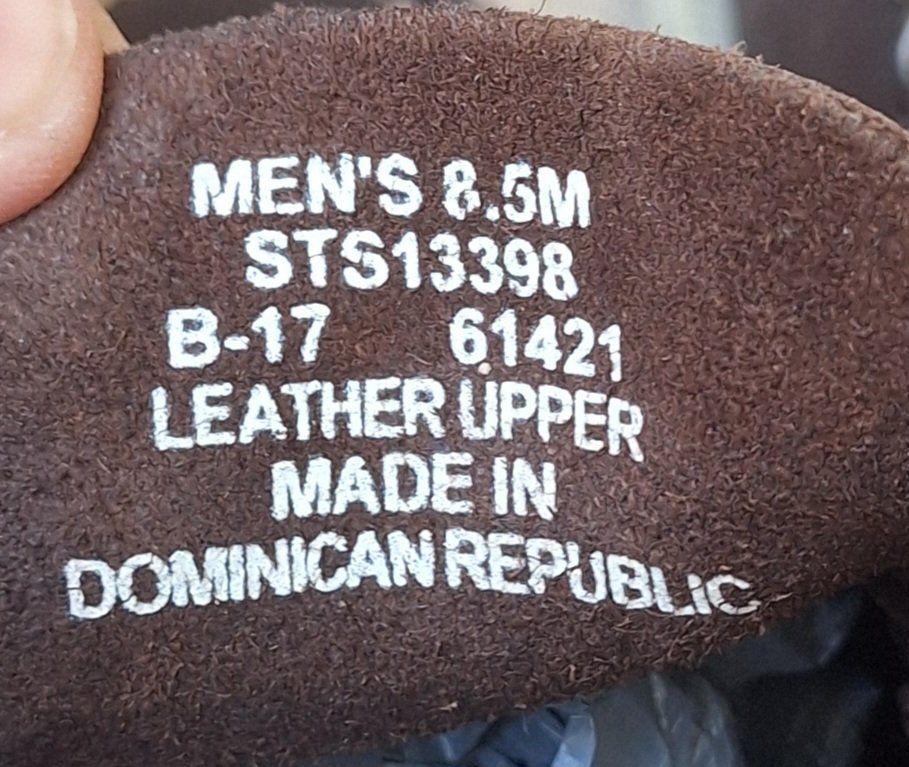 MEN'S 8.5M
STS13398
B-17 61421
LEATHER UPPER
MADE IN
DOMINICAN REPUBLIC